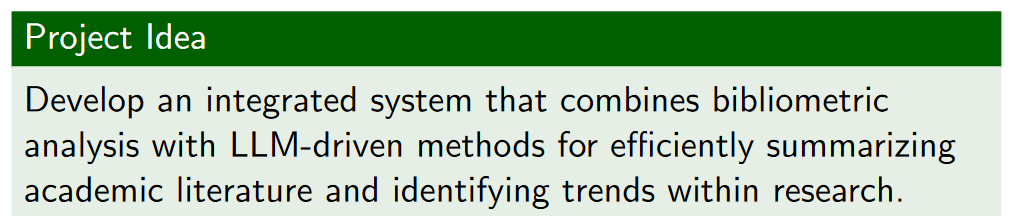 Project Idea
Develop an integrated system that combines bibliometric
analysis with LLM-driven methods for efficiently summarizing
academic literature and identifying trends within research.